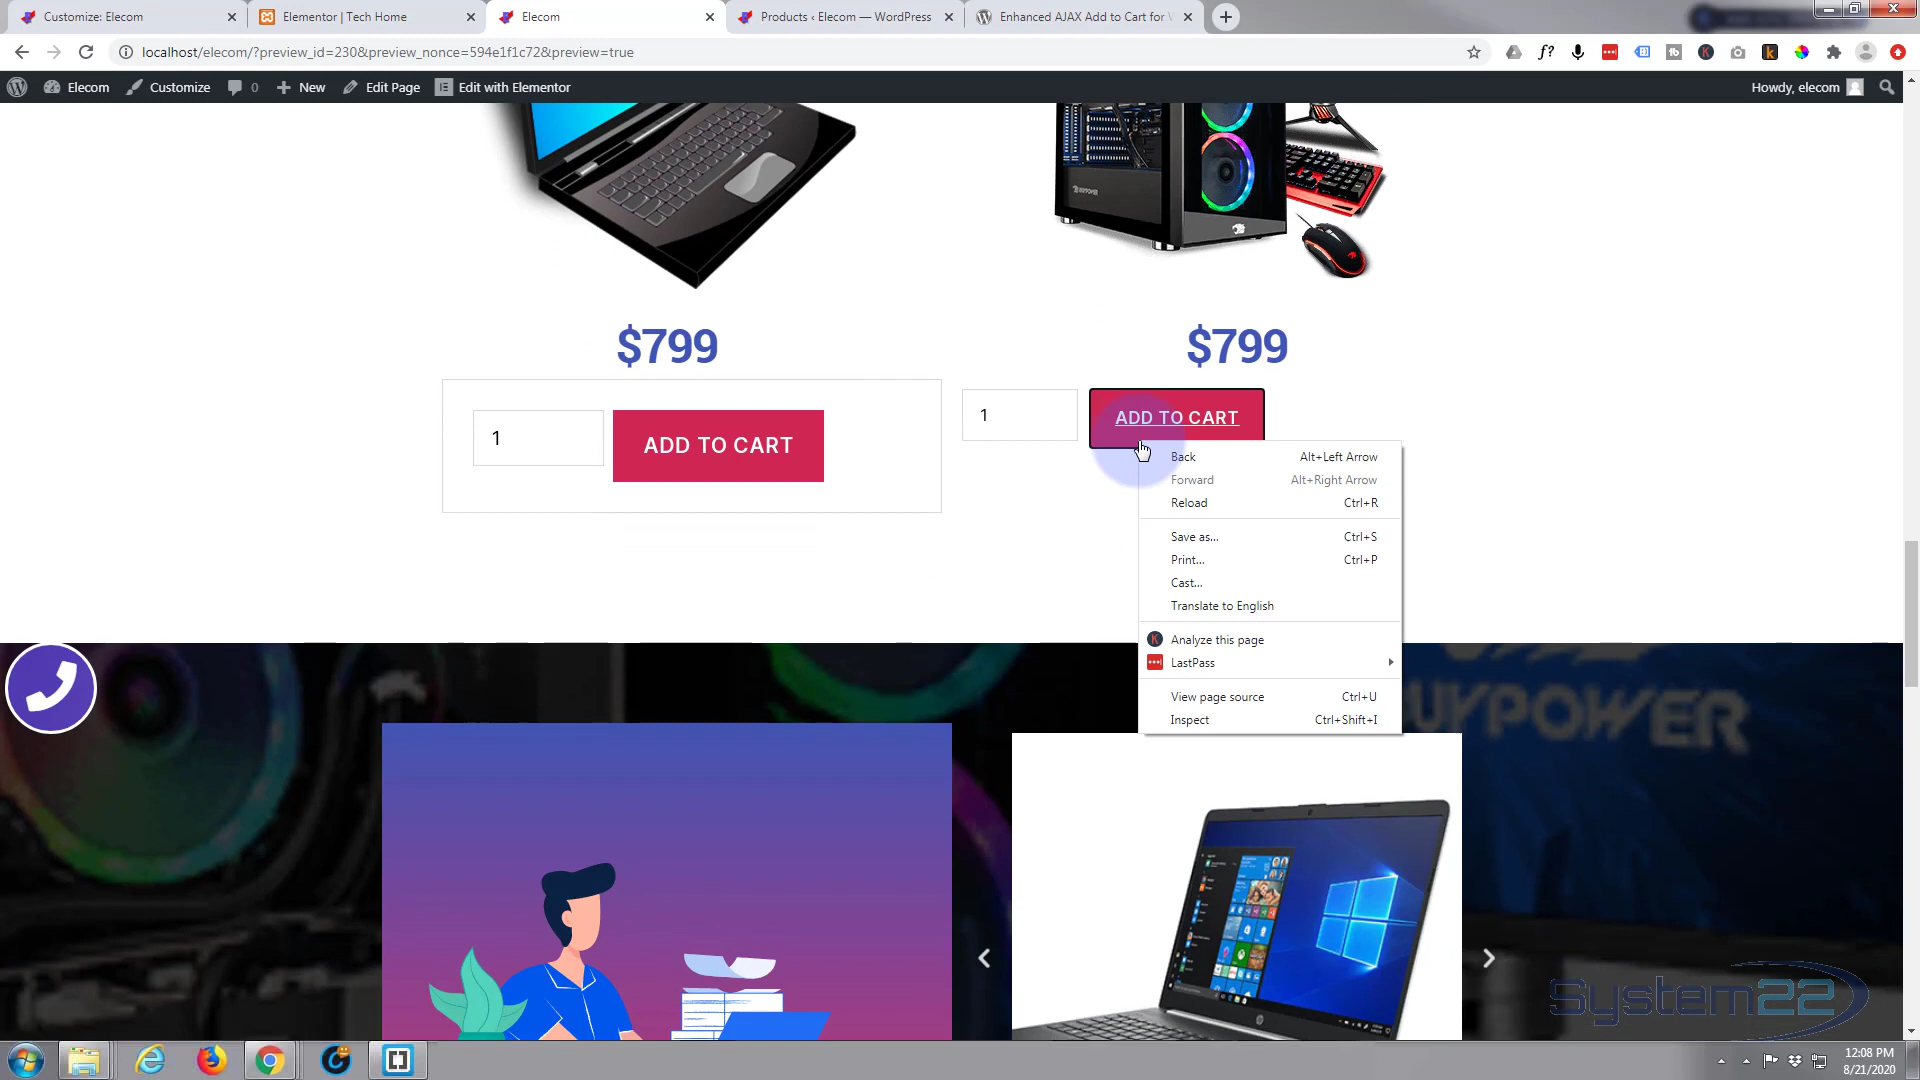 Customize: Elecom
Elementor | Tech Home
Elecom
Products ‹ Elecom — WordPress
Enhanced AJAX Add to Cart for W
localhost/elecom/?preview_id=230&preview_nonce=594e1f1c72&preview=true
Elecom
Customize
0
New
Edit Page
Edit with Elementor
Howdy, elecom
$799
$799
1
ADD TO CART
1
ADD TO CART
Back Alt+Left Arrow
Forward Alt+Right Arrow
Reload Ctrl+R
Save as... Ctrl+S
Print... Ctrl+P
Cast...
Translate to English
Analyze this page
LastPass
View page source Ctrl+U
Inspect Ctrl+Shift+I
UYPOWER
System22
12:08 PM
8/21/2020